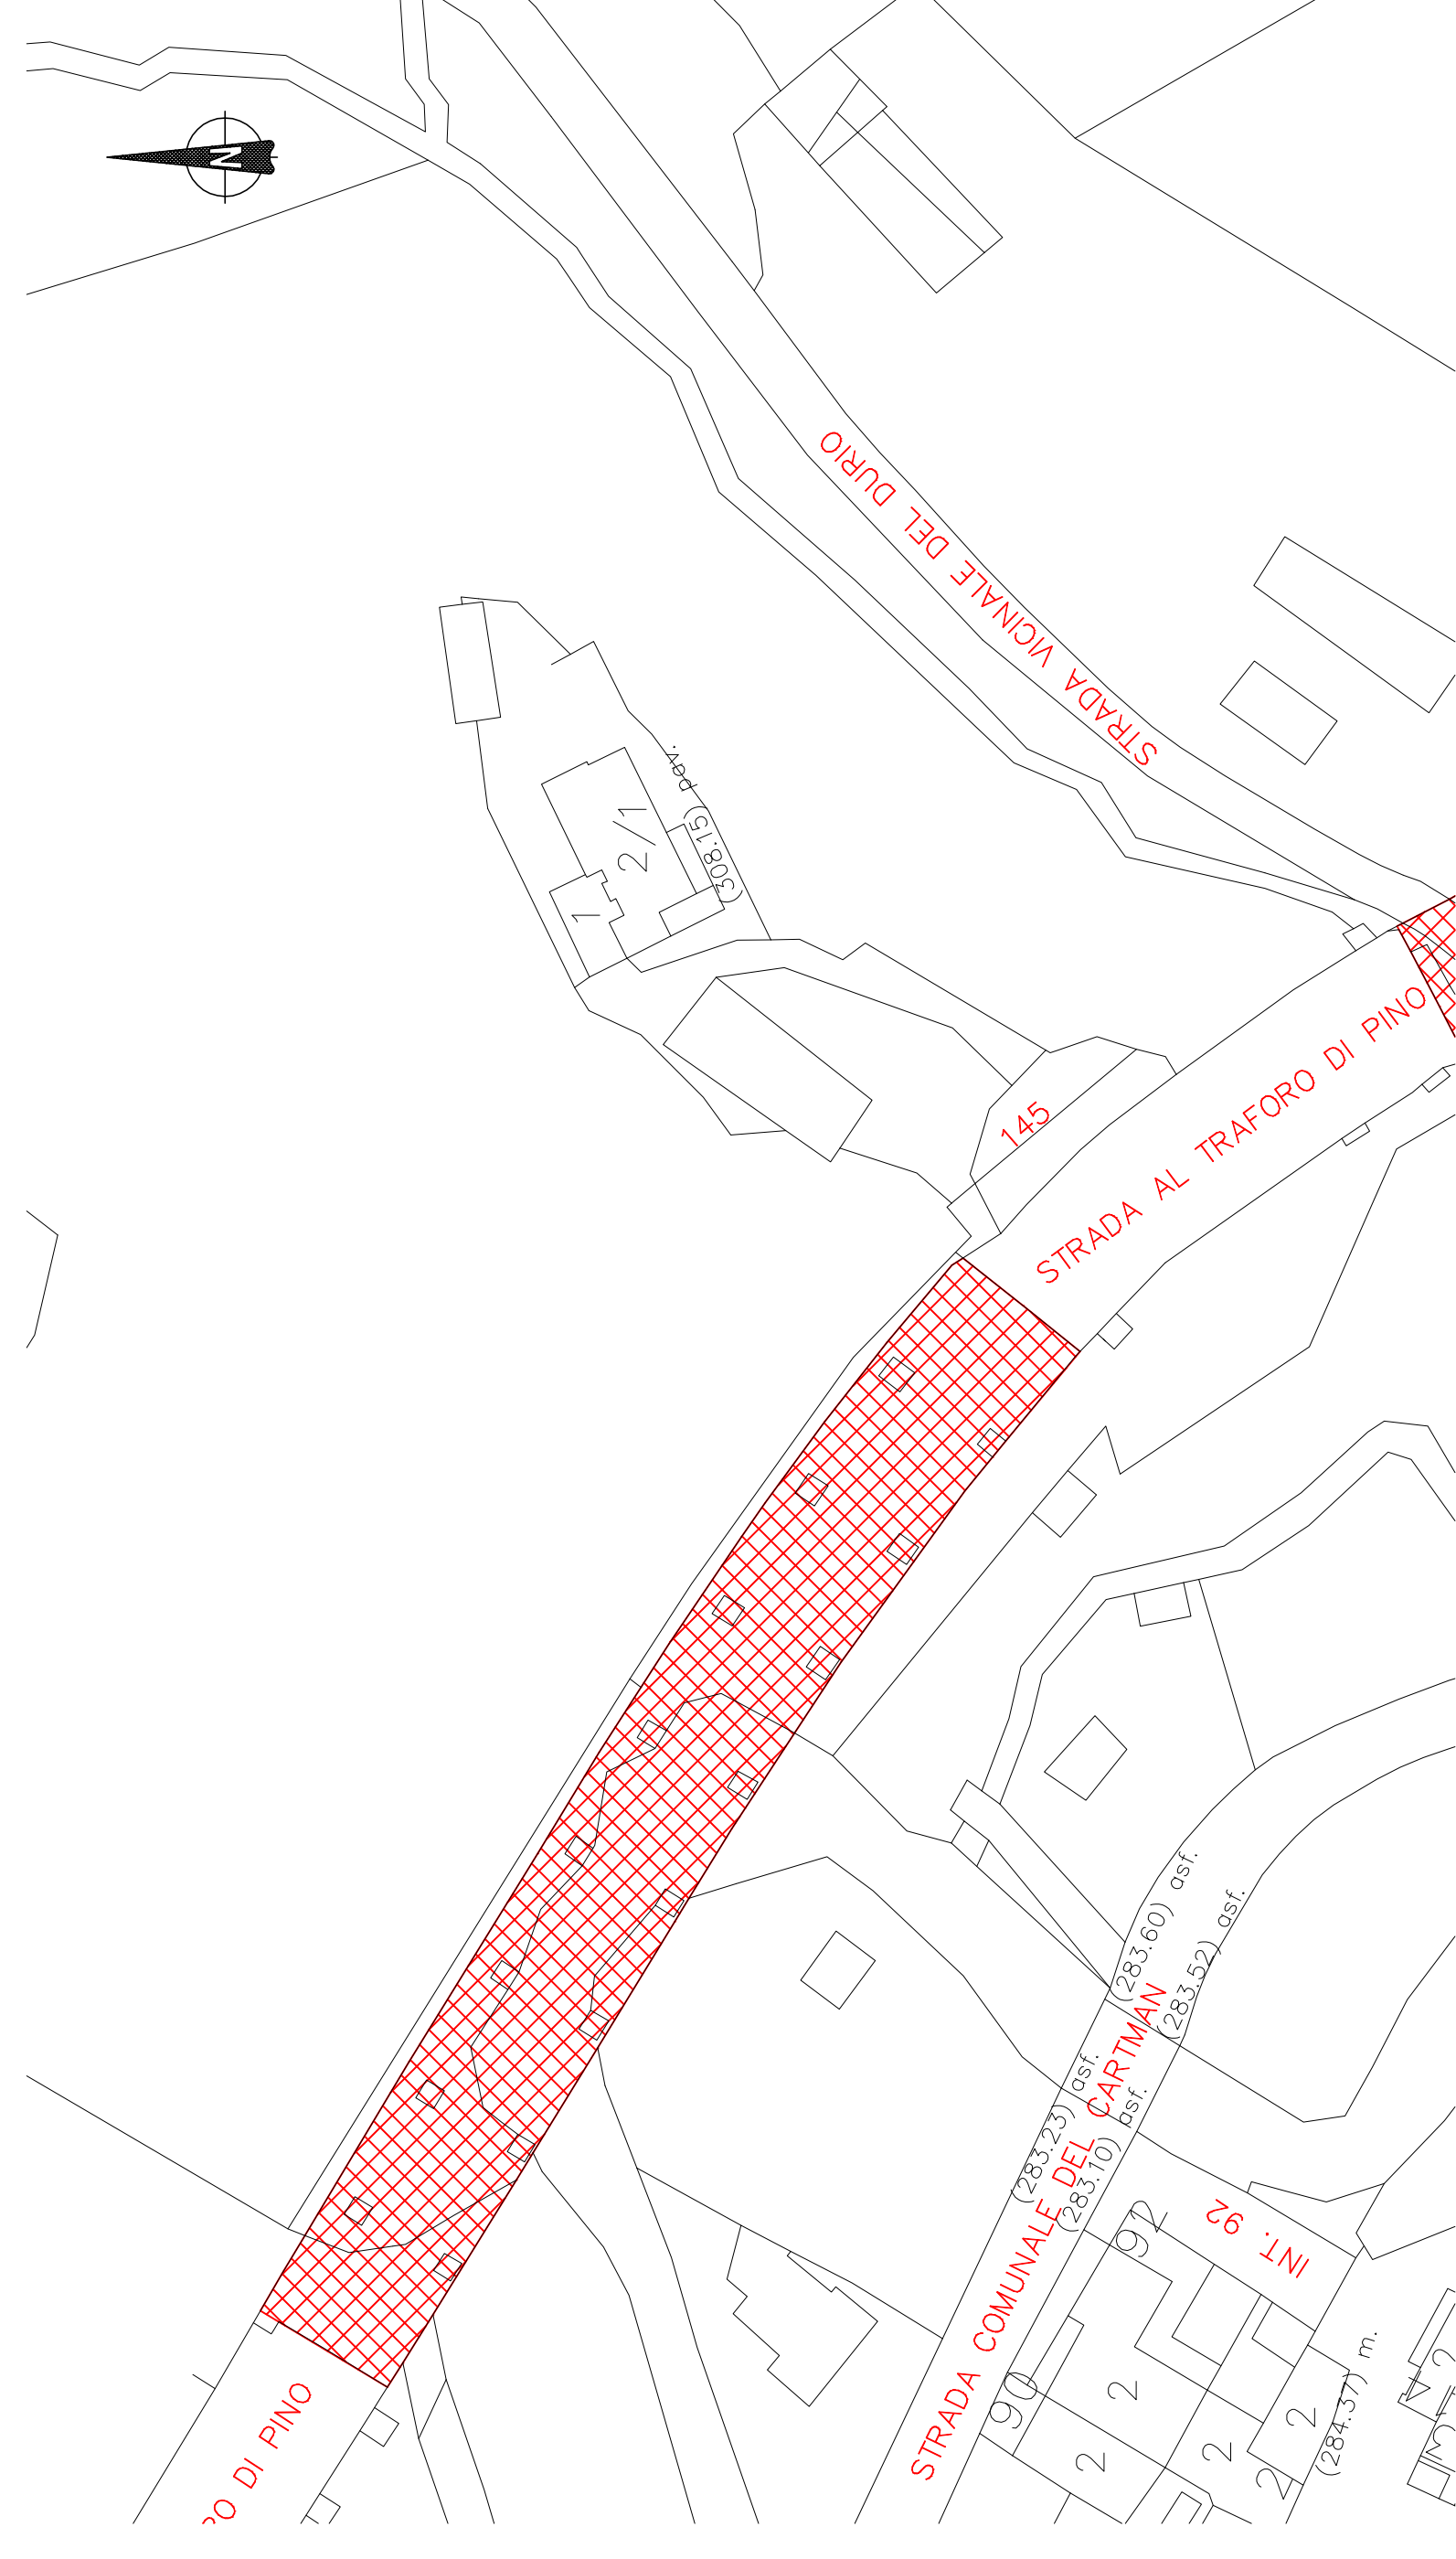 N
STRADA VICINALE DEL DURIO
2/1
1
(308.15) pav.
STRADA AL TRAFORO DI PINO
145
(283.60) asf.
(283.52) asf.
STRADA COMUNALE DEL CARTMAN
(283.23) asf.
(283.10) asf.
92
INT. 92
90
2
2
2
2
2
2
(284.37) m.
RO DI PINO